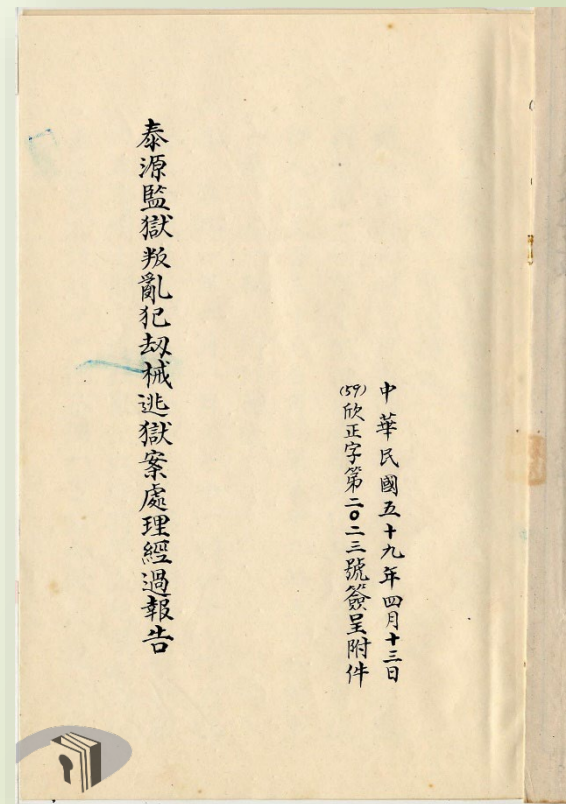 中華民國五十九年四月十三日
(59)欣正字第二〇二三號簽呈附件
泰源監獄叛亂犯刼械逃獄案處理經過報告